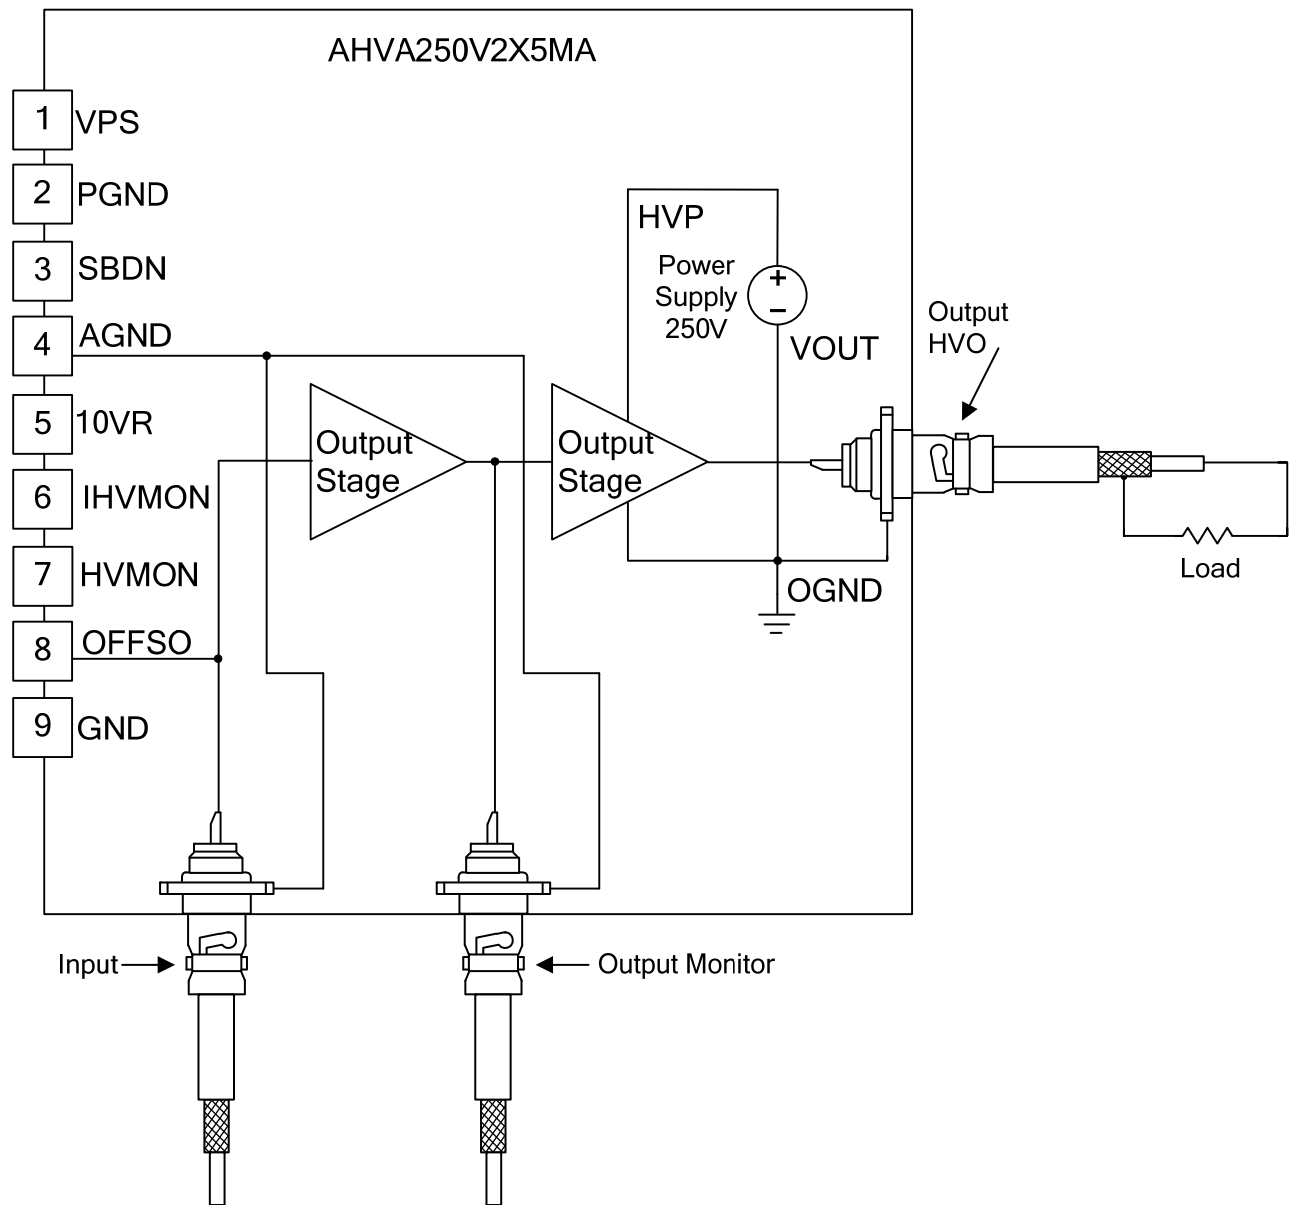 AHVA250V2X5MA
1 VPS
2 PGND
3 SBDN
4 AGND
5 10VR
6 IHVMON
7 HVMON
8 OFFSO
9 GND
HVP
Power
Supply
250V
+
−
VOUT
Output
HVO
Output
Stage
Output
Stage
OGND
Load
Input
Output Monitor